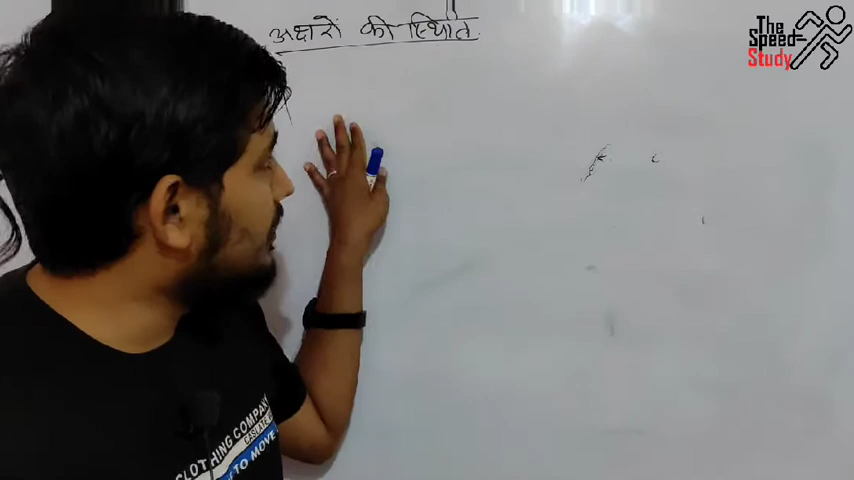 अक्षरों की स्थिति
The
Speed
Study
CLOTHING COMPANY
TO MOVE